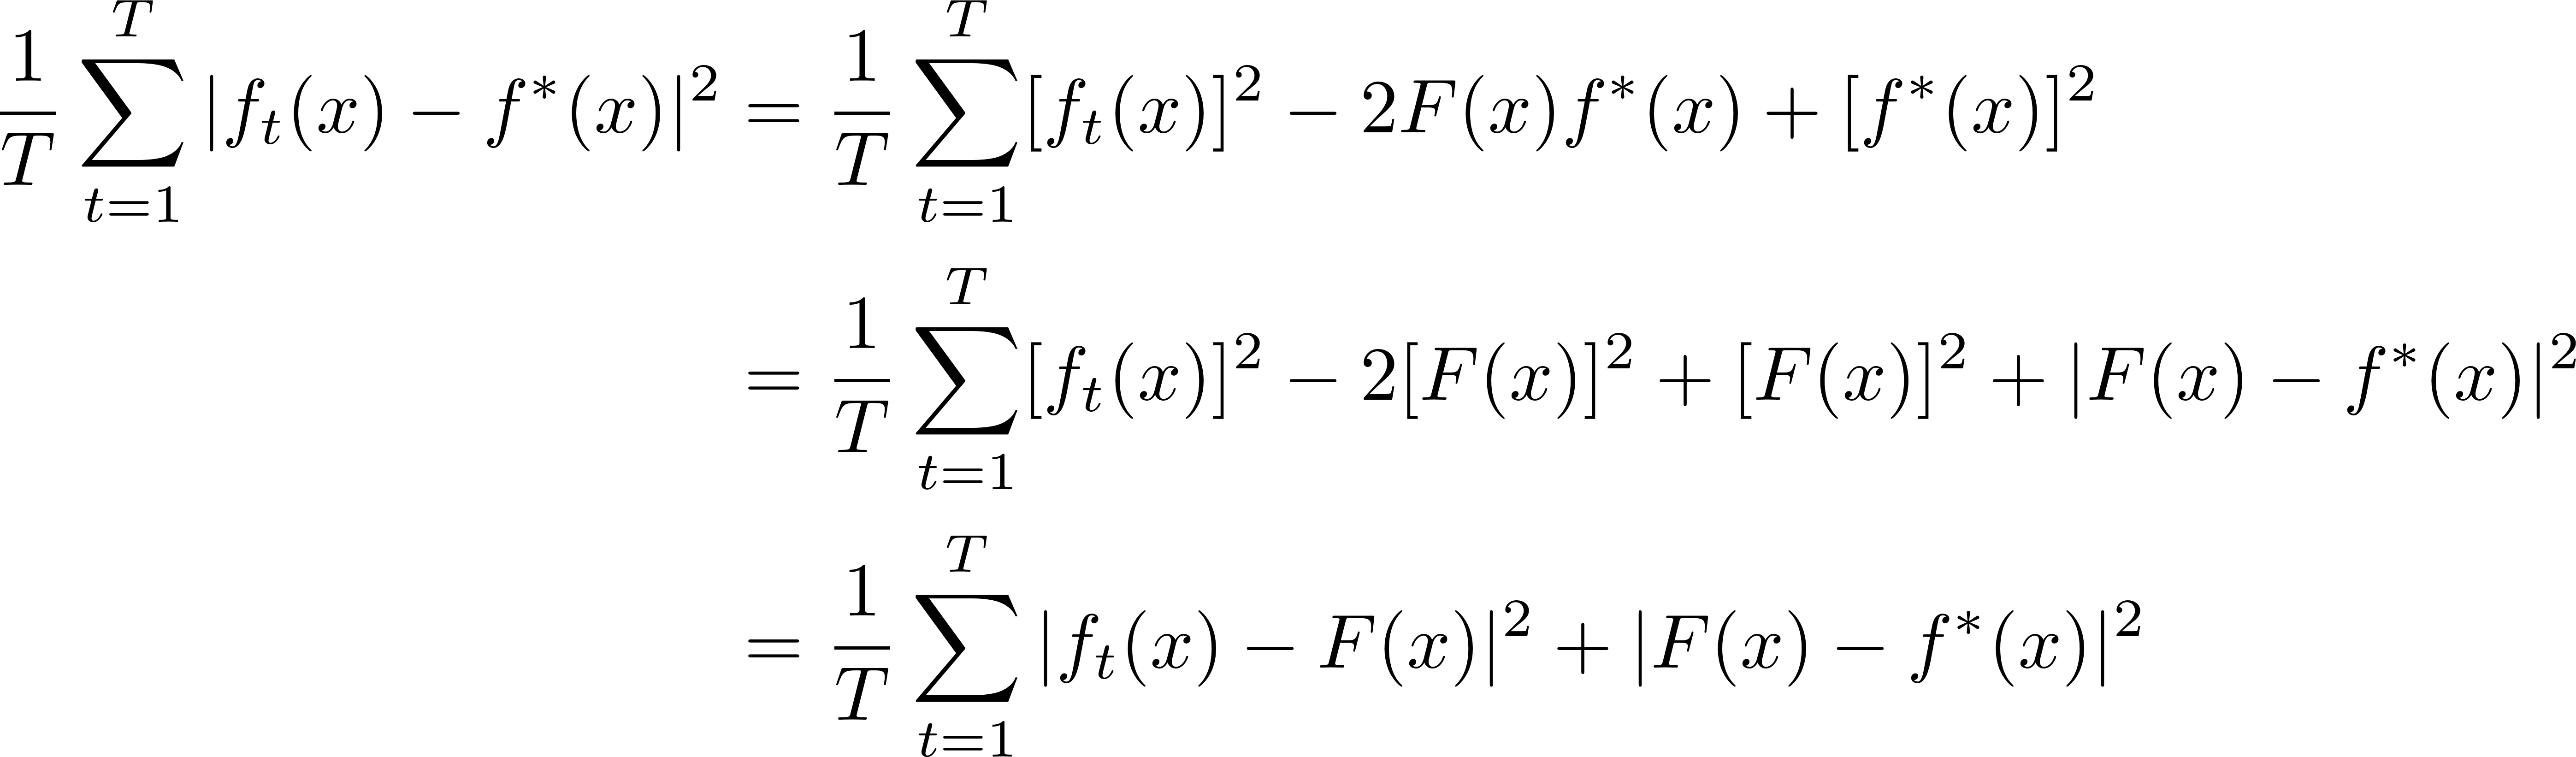 \frac{1}{T} \sum_{t=1}^{T} |f_t(x) - f^*(x)|^2 = \frac{1}{T} \sum_{t=1}^{T} [f_t(x)]^2 - 2F(x)f^*(x) + [f^*(x)]^2
= \frac{1}{T} \sum_{t=1}^{T} [f_t(x)]^2 - 2[F(x)]^2 + [F(x)]^2 + |F(x) - f^*(x)|^2
= \frac{1}{T} \sum_{t=1}^{T} |f_t(x) - F(x)|^2 + |F(x) - f^*(x)|^2